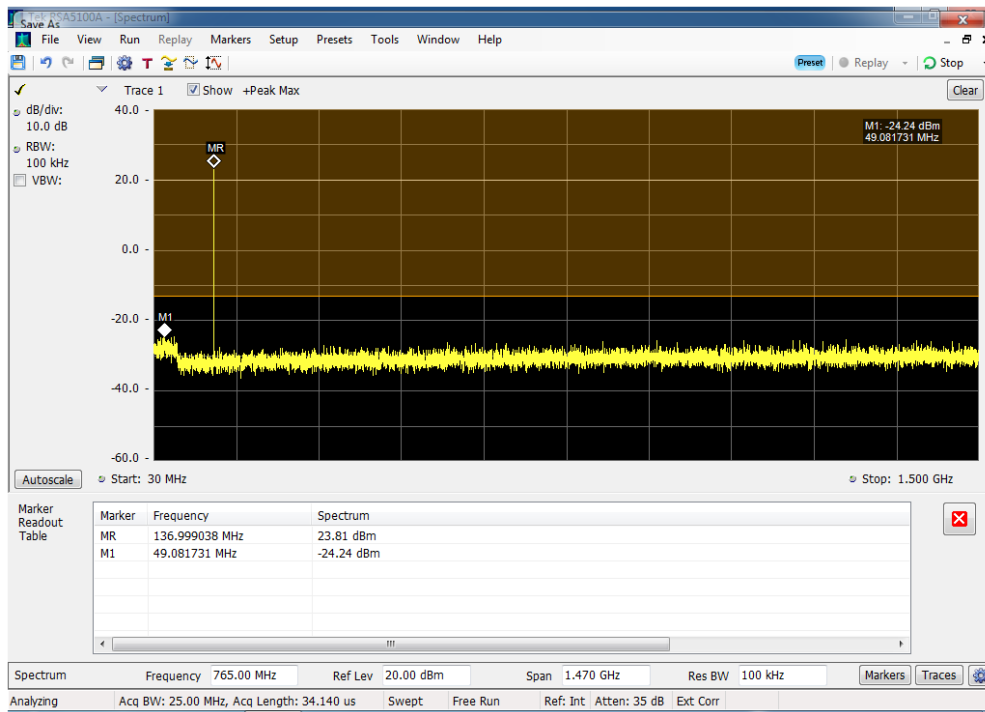 Tek RSA5100A - [Spectrum]
Save As
File View Run Replay Markers Setup Presets Tools Window Help
T Preset Replay Stop
Trace 1 Show +Peak Max Clear
dB/div:
10.0 dB
RBW:
100 kHz
VBW:
40.0 -
20.0 -
0.0 -
-20.0 -
-40.0 -
-60.0 -
M1: -24.24 dBm
49.081731 MHz
MR
M1
Autoscale Start: 30 MHz Stop: 1.500 GHz
Marker
Readout
Table
Marker Frequency Spectrum
MR 136.999038 MHz 23.81 dBm
M1 49.081731 MHz -24.24 dBm
Spectrum Frequency 765.00 MHz Ref Lev 20.00 dBm Span 1.470 GHz Res BW 100 kHz Markers Traces
Analyzing Acq BW: 25.00 MHz, Acq Length: 34.140 us Swept Free Run Ref: Int Atten: 35 dB Ext Corr